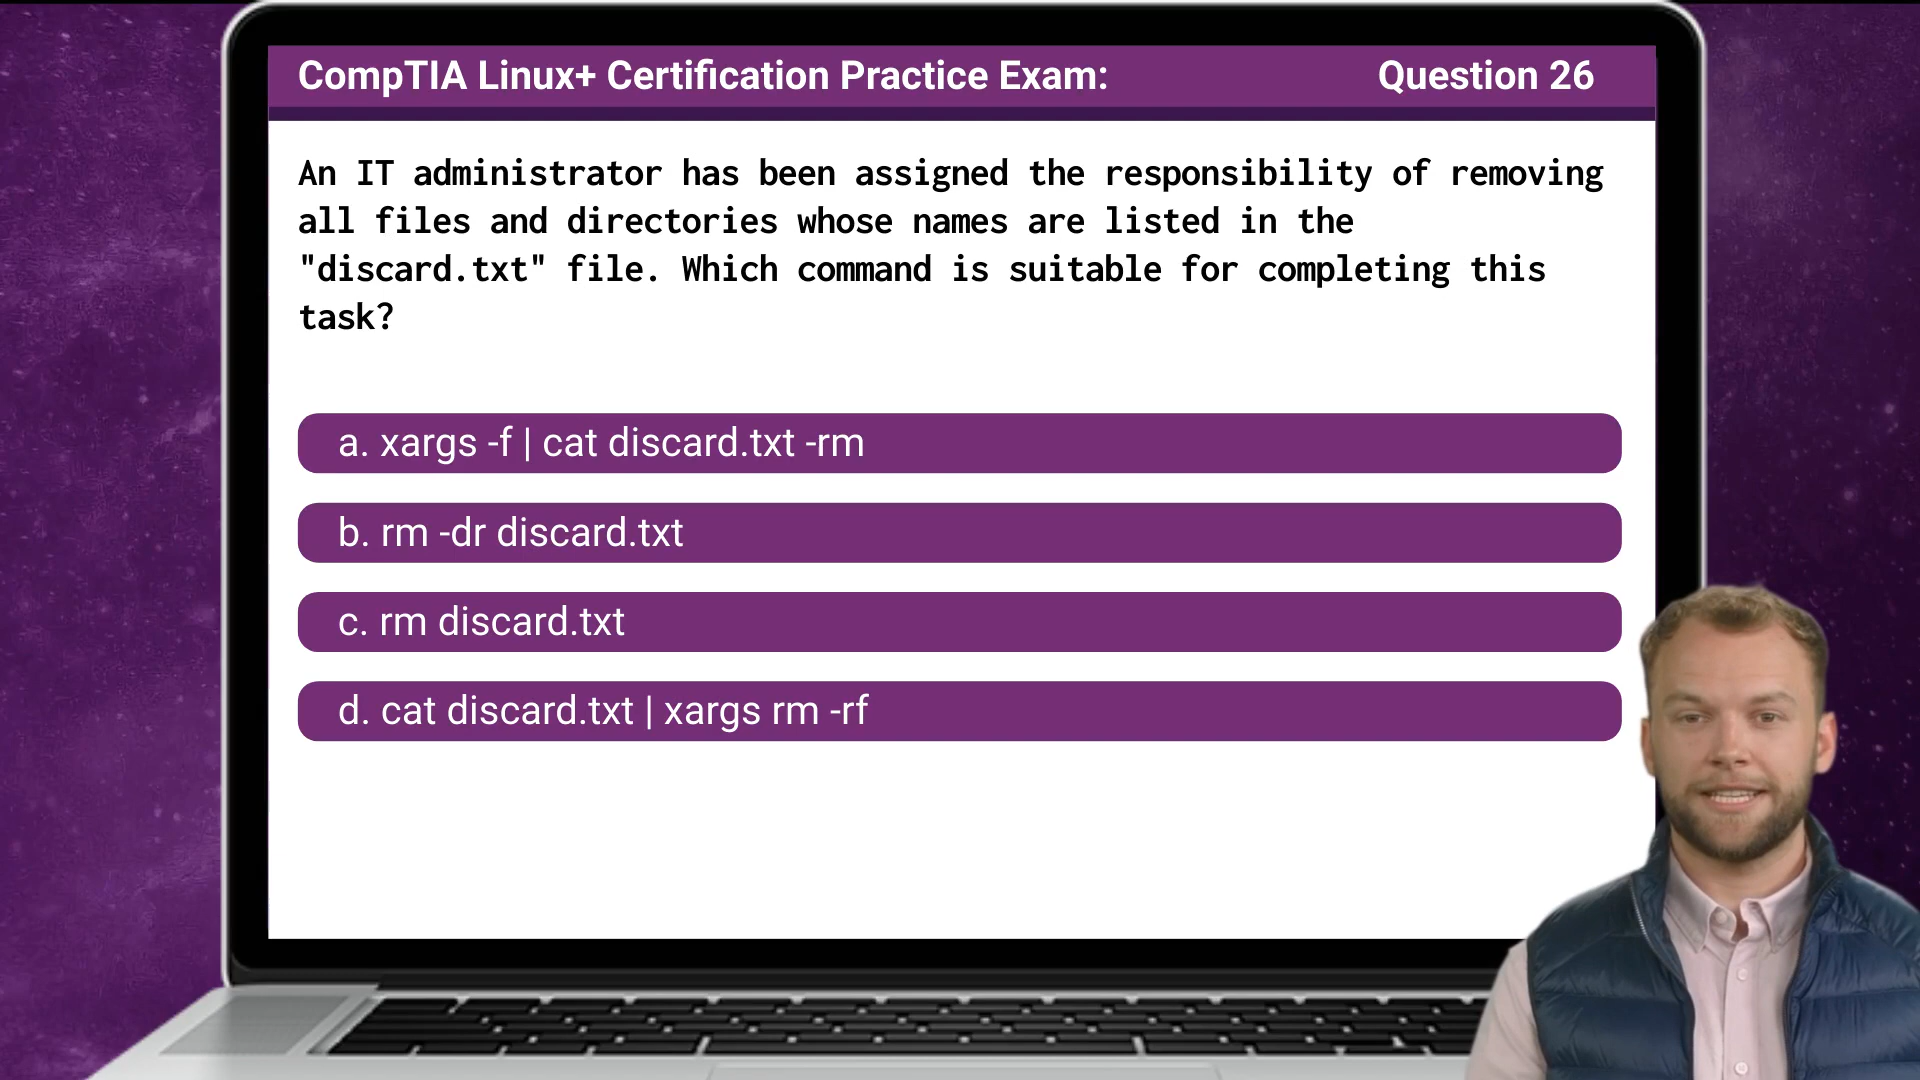 CompTIA Linux+ Certification Practice Exam: Question 26
An IT administrator has been assigned the responsibility of removing
all files and directories whose names are listed in the
"discard.txt" file. Which command is suitable for completing this
task?
a. xargs -f | cat discard.txt -rm
b. rm -dr discard.txt
c. rm discard.txt
d. cat discard.txt | xargs rm -rf